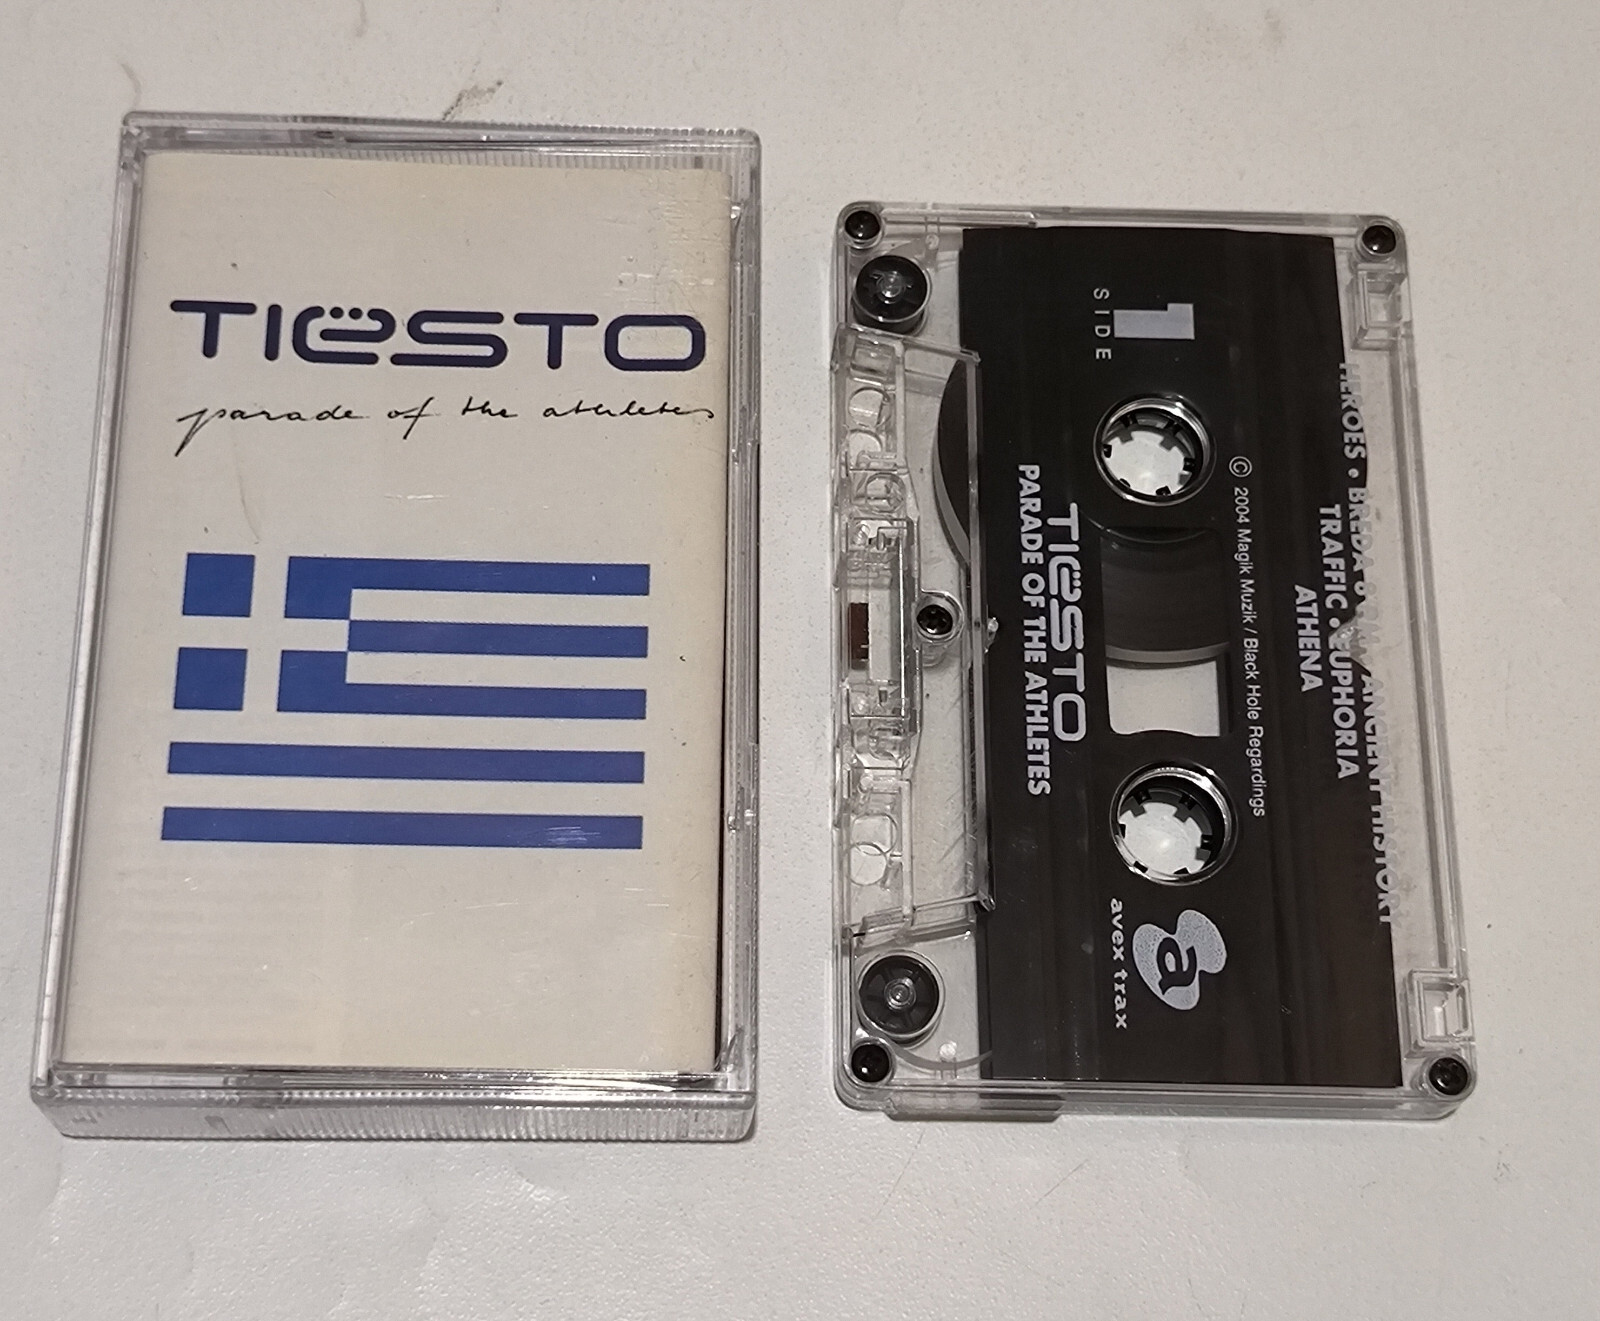 TIËSTO
parade of the athletes
HEROES • BREDA 8PM • ANCIENT HISTORY
TRAFFIC • EUPHORIA
ATHENA
© 2004 Magik Muzik / Black Hole Regardings
1
SIDE
a
avex trax
TIËSTO
PARADE OF THE ATHLETES